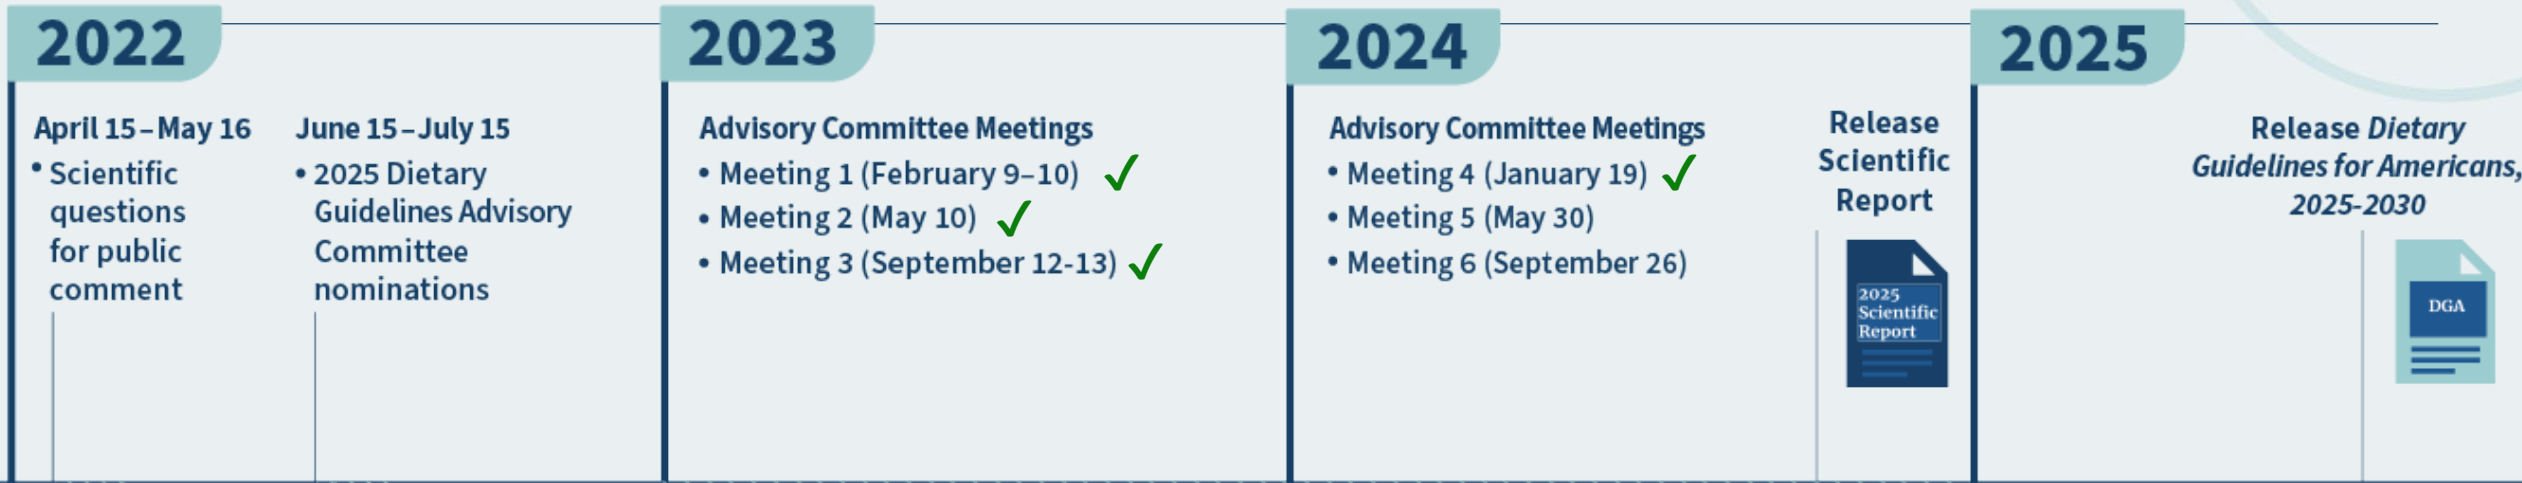 2022
April 15–May 16
• Scientific
questions
for public
comment
June 15–July 15
• 2025 Dietary
Guidelines Advisory
Committee
nominations
2023
Advisory Committee Meetings
• Meeting 1 (February 9–10) ✓
• Meeting 2 (May 10) ✓
• Meeting 3 (September 12-13) ✓
2024
Advisory Committee Meetings
• Meeting 4 (January 19) ✓
• Meeting 5 (May 30)
• Meeting 6 (September 26)
Release
Scientific
Report
2025
Scientific
Report
2025
Release Dietary
Guidelines for Americans,
2025-2030
DGA